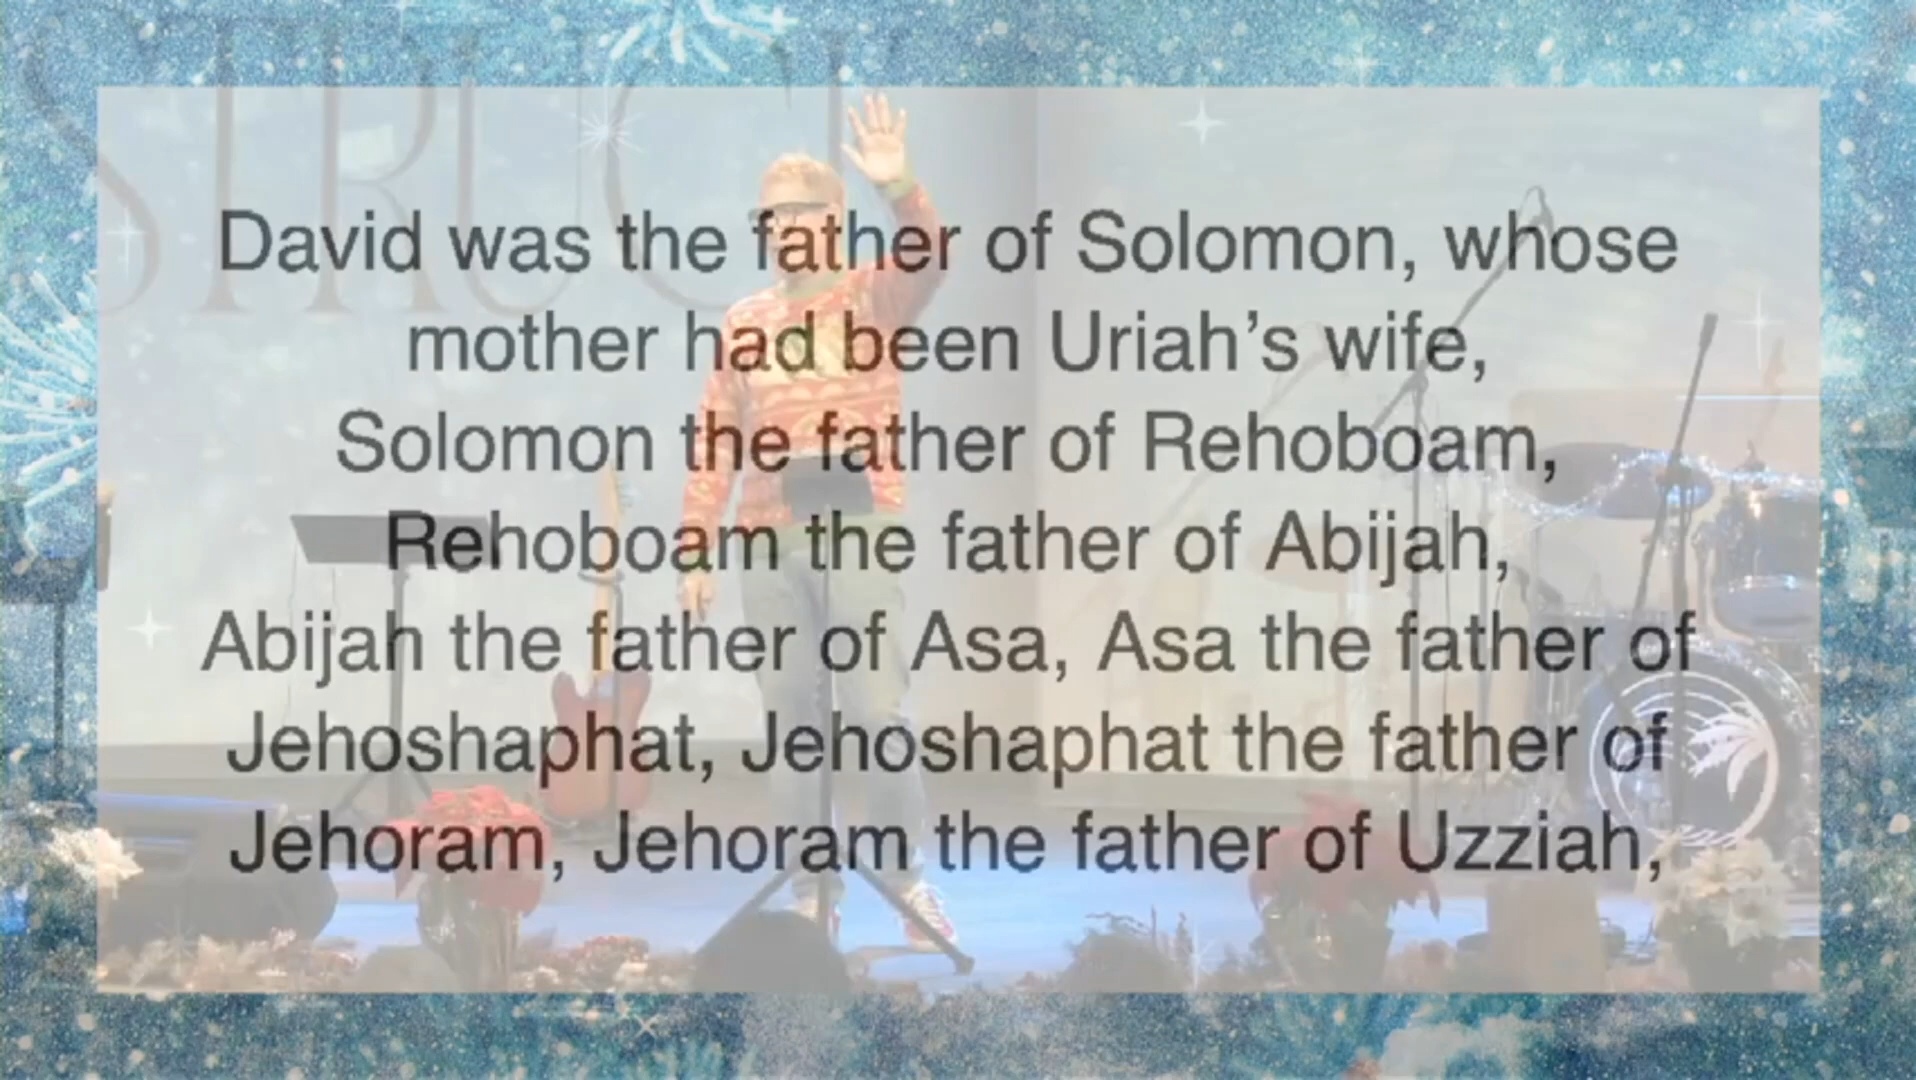 STRUCK
David was the father of Solomon, whose
mother had been Uriah’s wife,
Solomon the father of Rehoboam,
Rehoboam the father of Abijah,
Abijah the father of Asa, Asa the father of
Jehoshaphat, Jehoshaphat the father of
Jehoram, Jehoram the father of Uzziah,